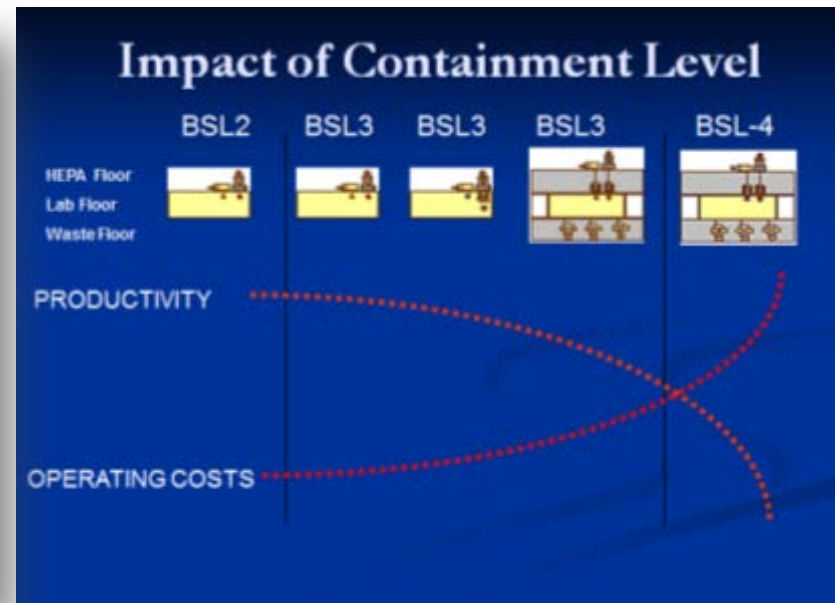 Impact of Containment Level
BSL2 BSL3 BSL3 BSL3 BSL-4
HEPA Floor
Lab Floor
Waste Floor
PRODUCTIVITY
OPERATING COSTS